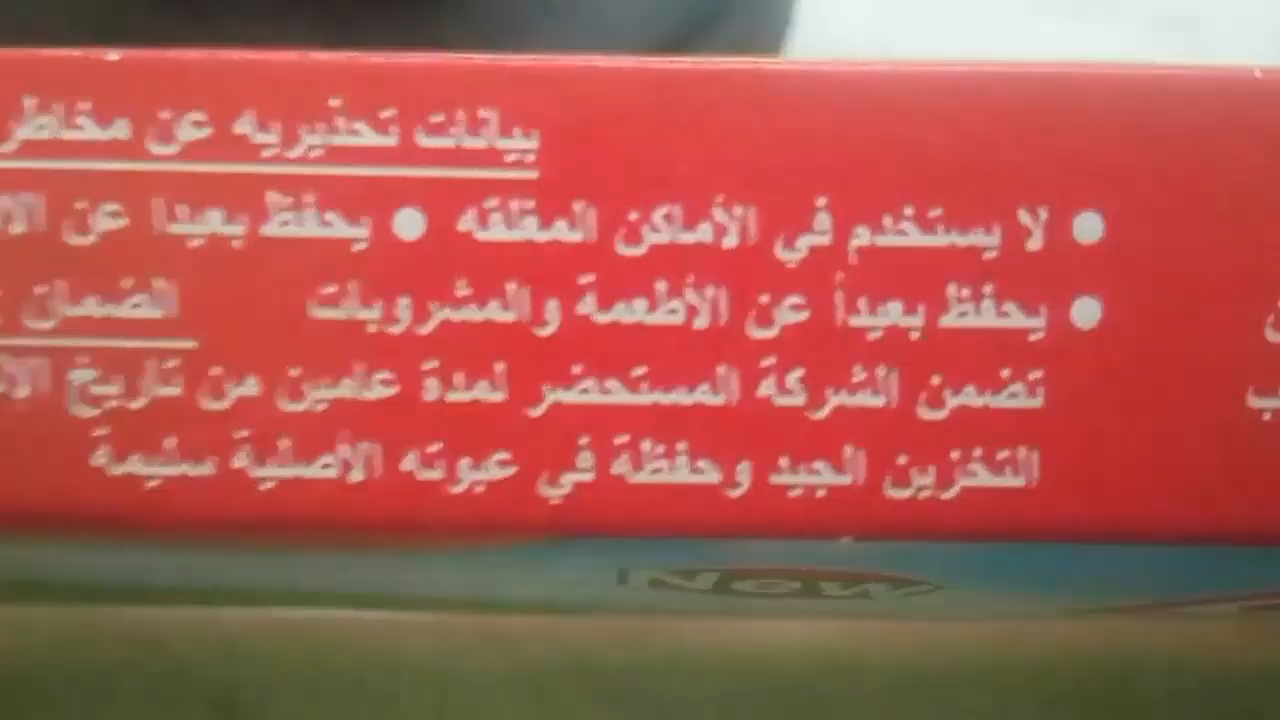 بيانات تحذيريه عن مخاطر
● لا يستخدم في الأماكن المغلقه ● يحفظ بعيدا عن
● يحفظ بعيداً عن الأطعمة والمشروبات الضمان
تضمن الشركة المستحضر لمدة عامين من تاريخ
التخزين الجيد وحفظة في عبوته الأصلية سليمة
New